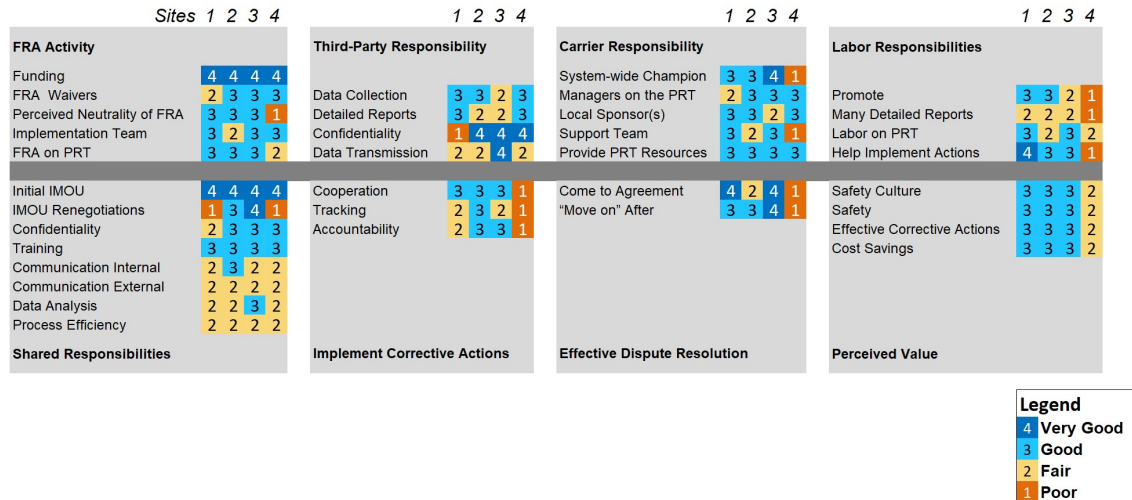 Sites 1 2 3 4 1 2 3 4 1 2 3 4 1 2 3 4
FRA Activity
Funding 4 4 4 4
FRA Waivers 2 3 3 3
Perceived Neutrality of FRA 3 3 3 1
Implementation Team 3 2 3 3
FRA on PRT 3 3 3 2
Third-Party Responsibility
Data Collection 3 3 2 3
Detailed Reports 3 2 2 3
Confidentiality 1 4 4 4
Data Transmission 2 2 4 2
Carrier Responsibility
System-wide Champion 3 3 4 1
Managers on the PRT 2 3 3 3
Local Sponsor(s) 3 3 2 3
Support Team 3 2 3 1
Provide PRT Resources 3 3 3 3
Labor Responsibilities
Promote 3 3 2 1
Many Detailed Reports 2 2 2 1
Labor on PRT 3 2 3 2
Help Implement Actions 4 3 3 1
Initial IMOU 4 4 4 4
IMOU Renegotiations 1 3 4 1
Confidentiality 2 3 3 3
Training 3 3 3 3
Communication Internal 2 3 2 2
Communication External 2 2 2 2
Data Analysis 2 2 3 2
Process Efficiency 2 2 2 2
Shared Responsibilities
Cooperation 3 3 3 1
Tracking 2 3 2 1
Accountability 2 3 3 1
Implement Corrective Actions
Come to Agreement 4 2 4 1
“Move on” After 3 3 4 1
Effective Dispute Resolution
Safety Culture 3 3 3 2
Safety 3 3 3 2
Effective Corrective Actions 3 3 3 2
Cost Savings 3 3 3 2
Perceived Value
Legend
4 Very Good
3 Good
2 Fair
1 Poor